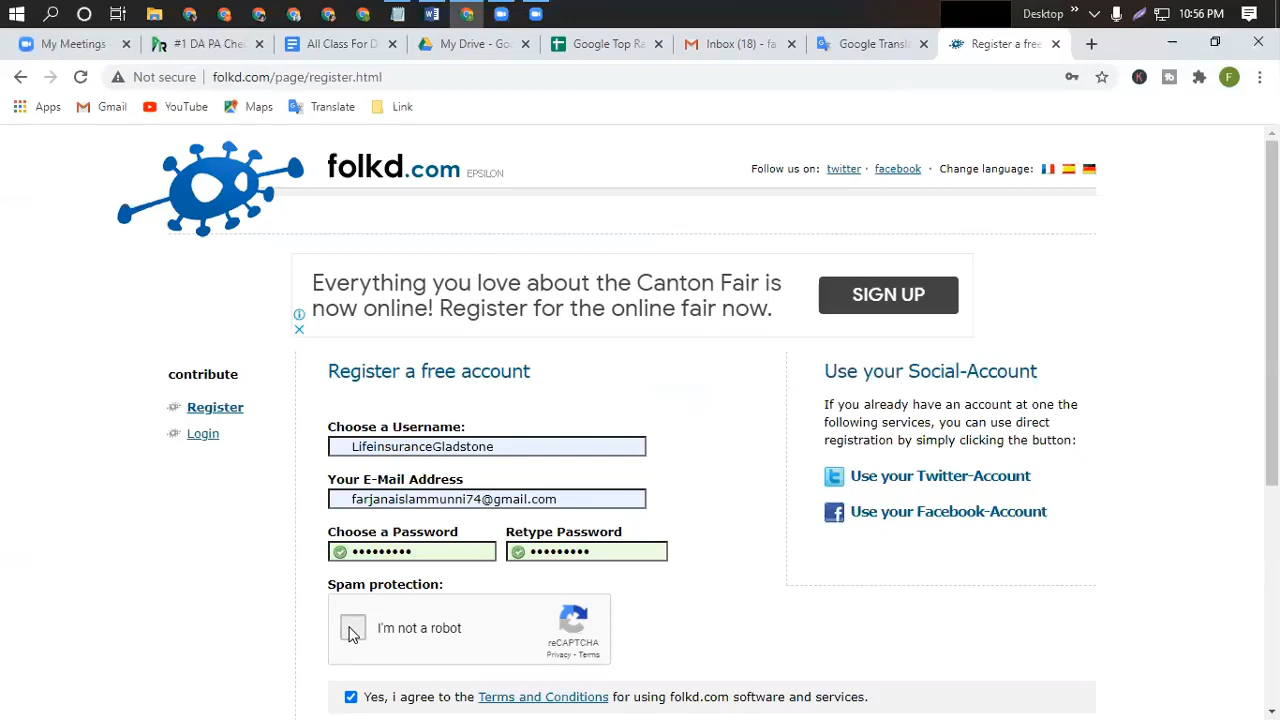 Desktop
10:56 PM
My Meetings
#1 DA PA Che
All Class For D
My Drive - Go
Google Top Ra
Inbox (18) - fa
Google Transla
Register a free
Not secure
folkd.com/page/register.html
F
Apps
Gmail
YouTube
Maps
Translate
Link
folkd.com EPSILON
Follow us on: twitter · facebook · Change language:
Everything you love about the Canton Fair is
now online! Register for the online fair now.
SIGN UP
contribute
Register
Login
Register a free account
Choose a Username:
LifeinsuranceGladstone
Your E-Mail Address
farjanaislammunni74@gmail.com
Choose a Password
Retype Password
•••••••••
•••••••••
Spam protection:
I'm not a robot
reCAPTCHA
Privacy - Terms
Yes, i agree to the Terms and Conditions for using folkd.com software and services.
Use your Social-Account
If you already have an account at one the
following services, you can use direct
registration by simply clicking the button:
Use your Twitter-Account
Use your Facebook-Account